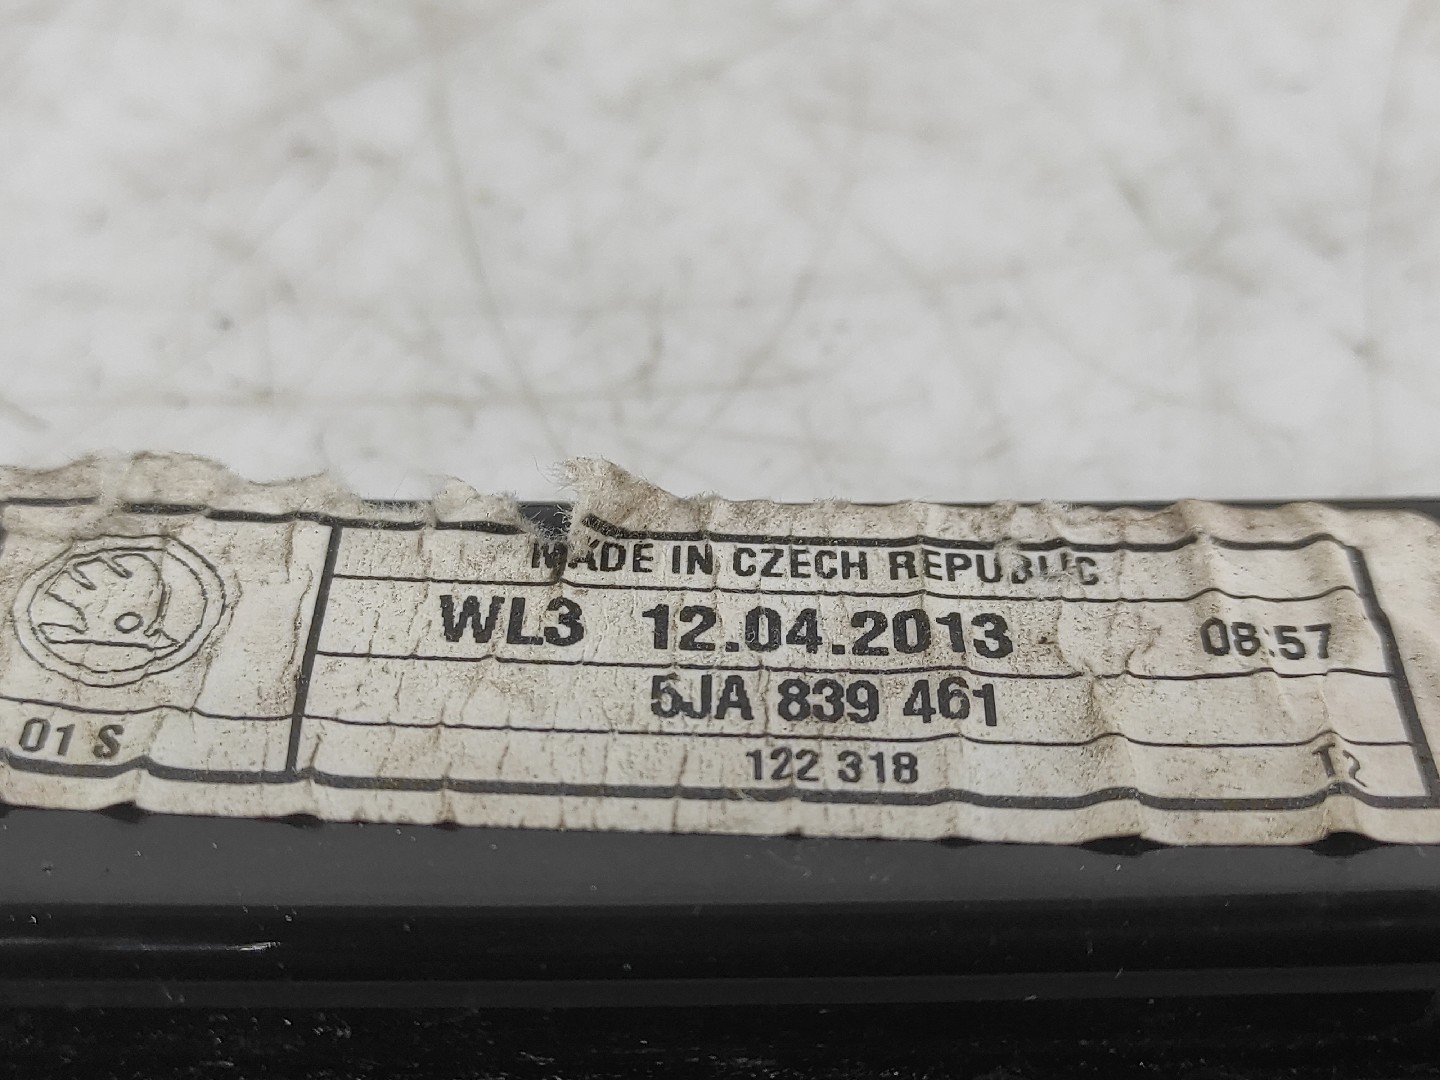 MADE IN CZECH REPUBLIC
WL3 12.04.2013 08:57
5JA 839 461
01 S 122 318 T2